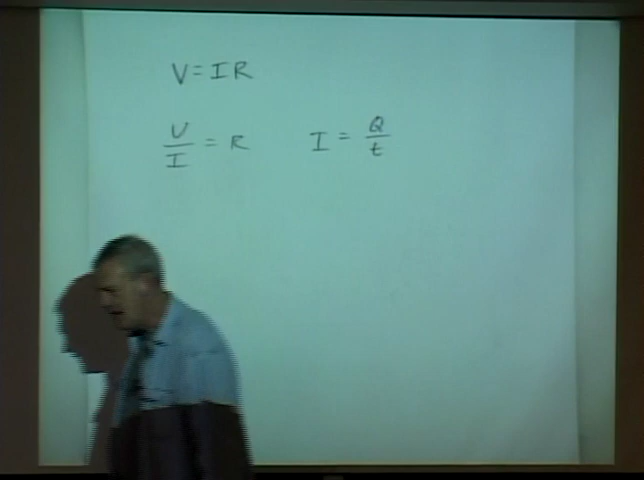 V = IR
V/I = R I = Q/t